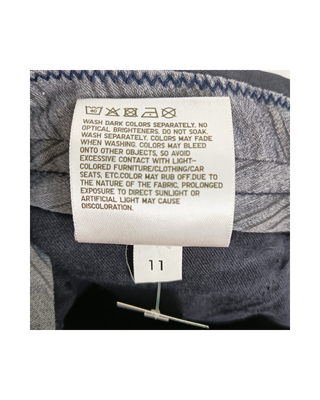 40
WASH DARK COLORS SEPARATELY. NO
OPTICAL BRIGHTENERS. DO NOT SOAK.
WASH SEPARATELY. COLORS MAY FADE
WHEN WASHING. COLORS MAY BLEED
ONTO OTHER OBJECTS, SO AVOID
EXCESSIVE CONTACT WITH LIGHT-
COLORED FURNITURE/CLOTHING/CAR
SEATS, ETC.COLOR MAY RUB OFF.DUE TO
THE NATURE OF THE FABRIC, PROLONGED
EXPOSURE TO DIRECT SUNLIGHT OR
ARTIFICIAL LIGHT MAY CAUSE
DISCOLORATION.
11